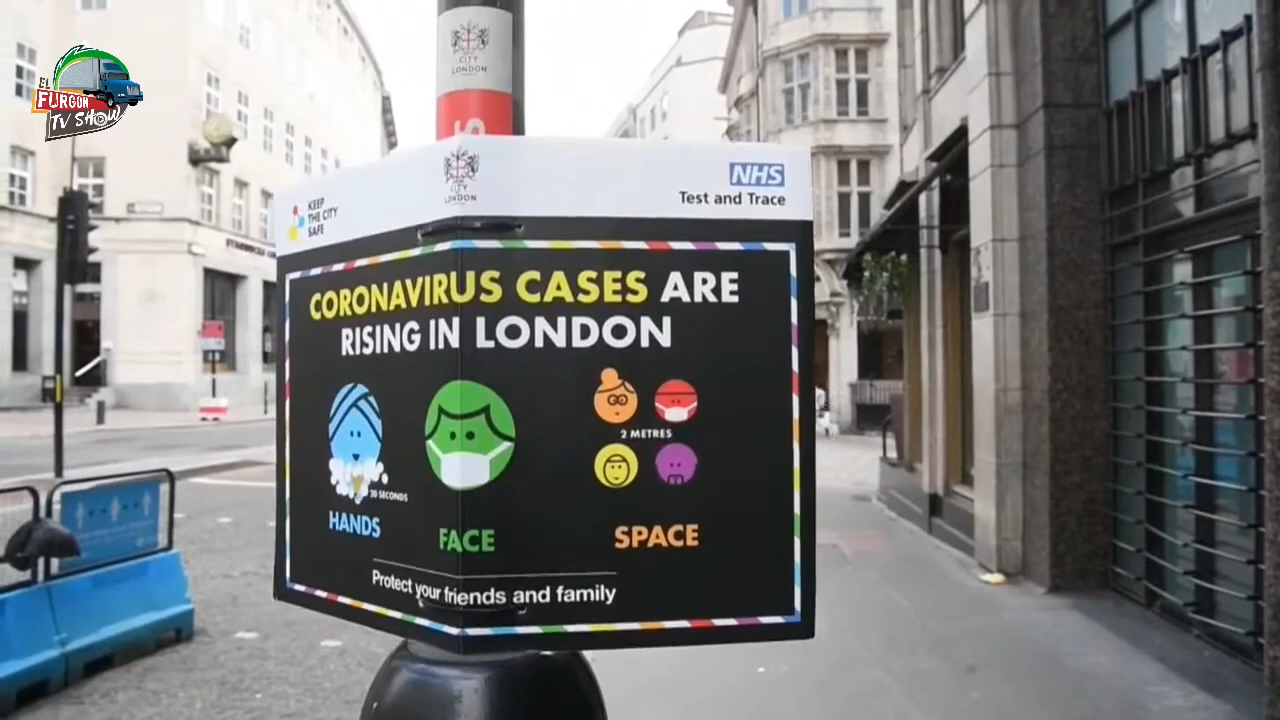 EL
FURGON
TV SHOW
CITY
LONDON
CITY
LONDON
KEEP
THE CITY
SAFE
NHS
Test and Trace
CORONAVIRUS CASES ARE
RISING IN LONDON
2 METRES
20 SECONDS
HANDS
FACE
SPACE
Protect your friends and family